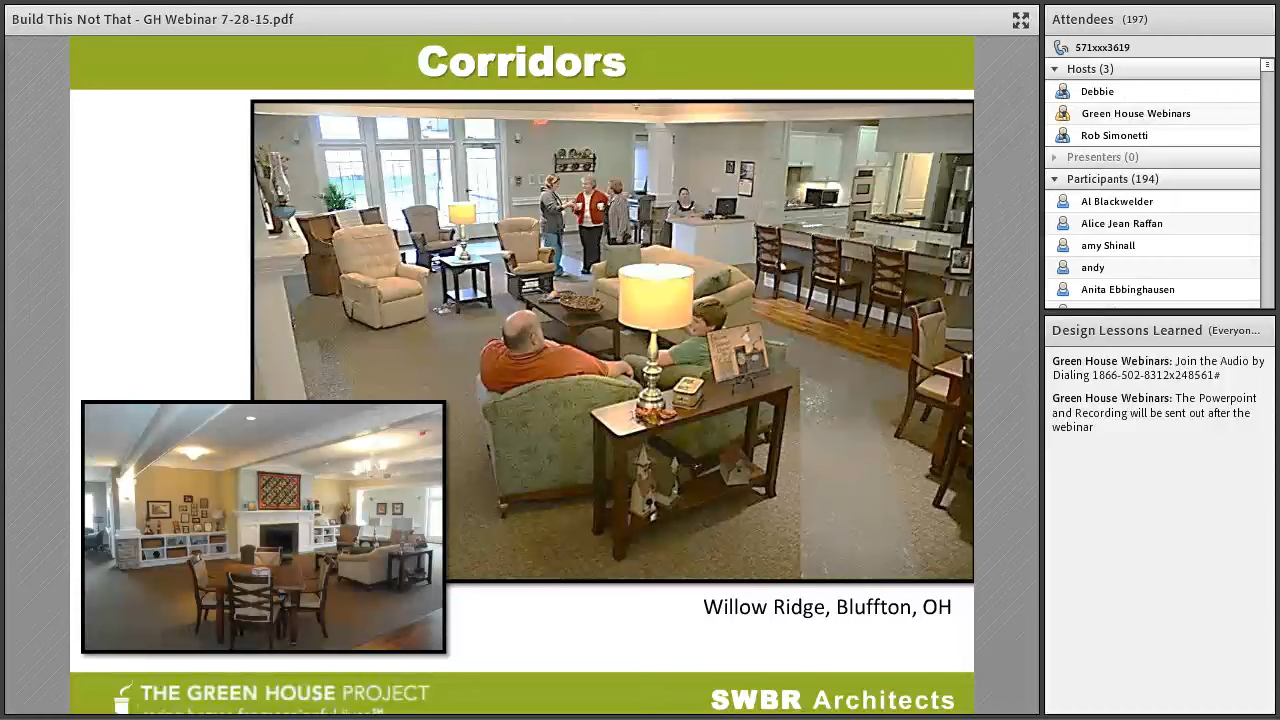 Build This Not That - GH Webinar 7-28-15.pdf
Corridors
Willow Ridge, Bluffton, OH
THE GREEN HOUSE PROJECT
SWBR Architects
Attendees (197)
571xxx3619
Hosts (3)
Debbie
Green House Webinars
Rob Simonetti
Presenters (0)
Participants (194)
Al Blackwelder
Alice Jean Raffan
amy Shinall
andy
Anita Ebbinghausen
Design Lessons Learned (Everyon...
Green House Webinars: Join the Audio by
Dialing 1866-502-8312x248561#
Green House Webinars: The Powerpoint
and Recording will be sent out after the
webinar